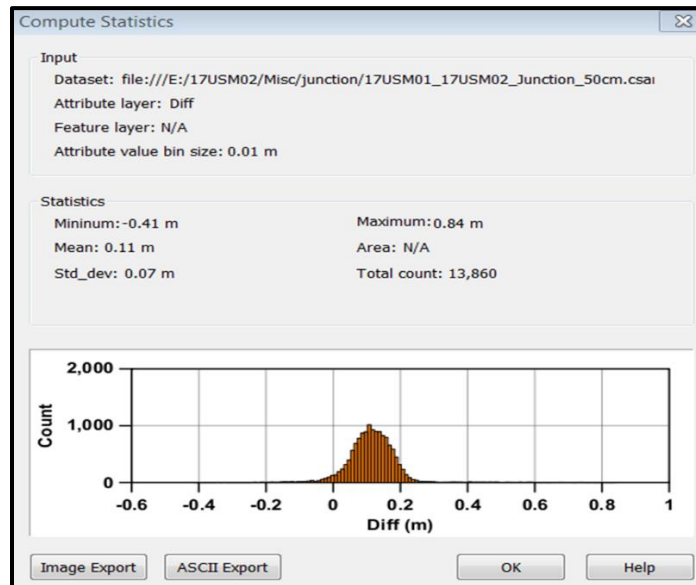 Compute Statistics
Input
Dataset: file:///E:/17USM02/Misc/junction/17USM01_17USM02_Junction_50cm.csar
Attribute layer: Diff
Feature layer: N/A
Attribute value bin size: 0.01 m
Statistics
Mininum:-0.41 m
Maximum:0.84 m
Mean: 0.11 m
Area: N/A
Std_dev: 0.07 m
Total count: 13,860
2,000
1,000
0
Count
-0.6 -0.4 -0.2 0 0.2 0.4 0.6 0.8 1
Diff (m)
Image Export ASCII Export OK Help